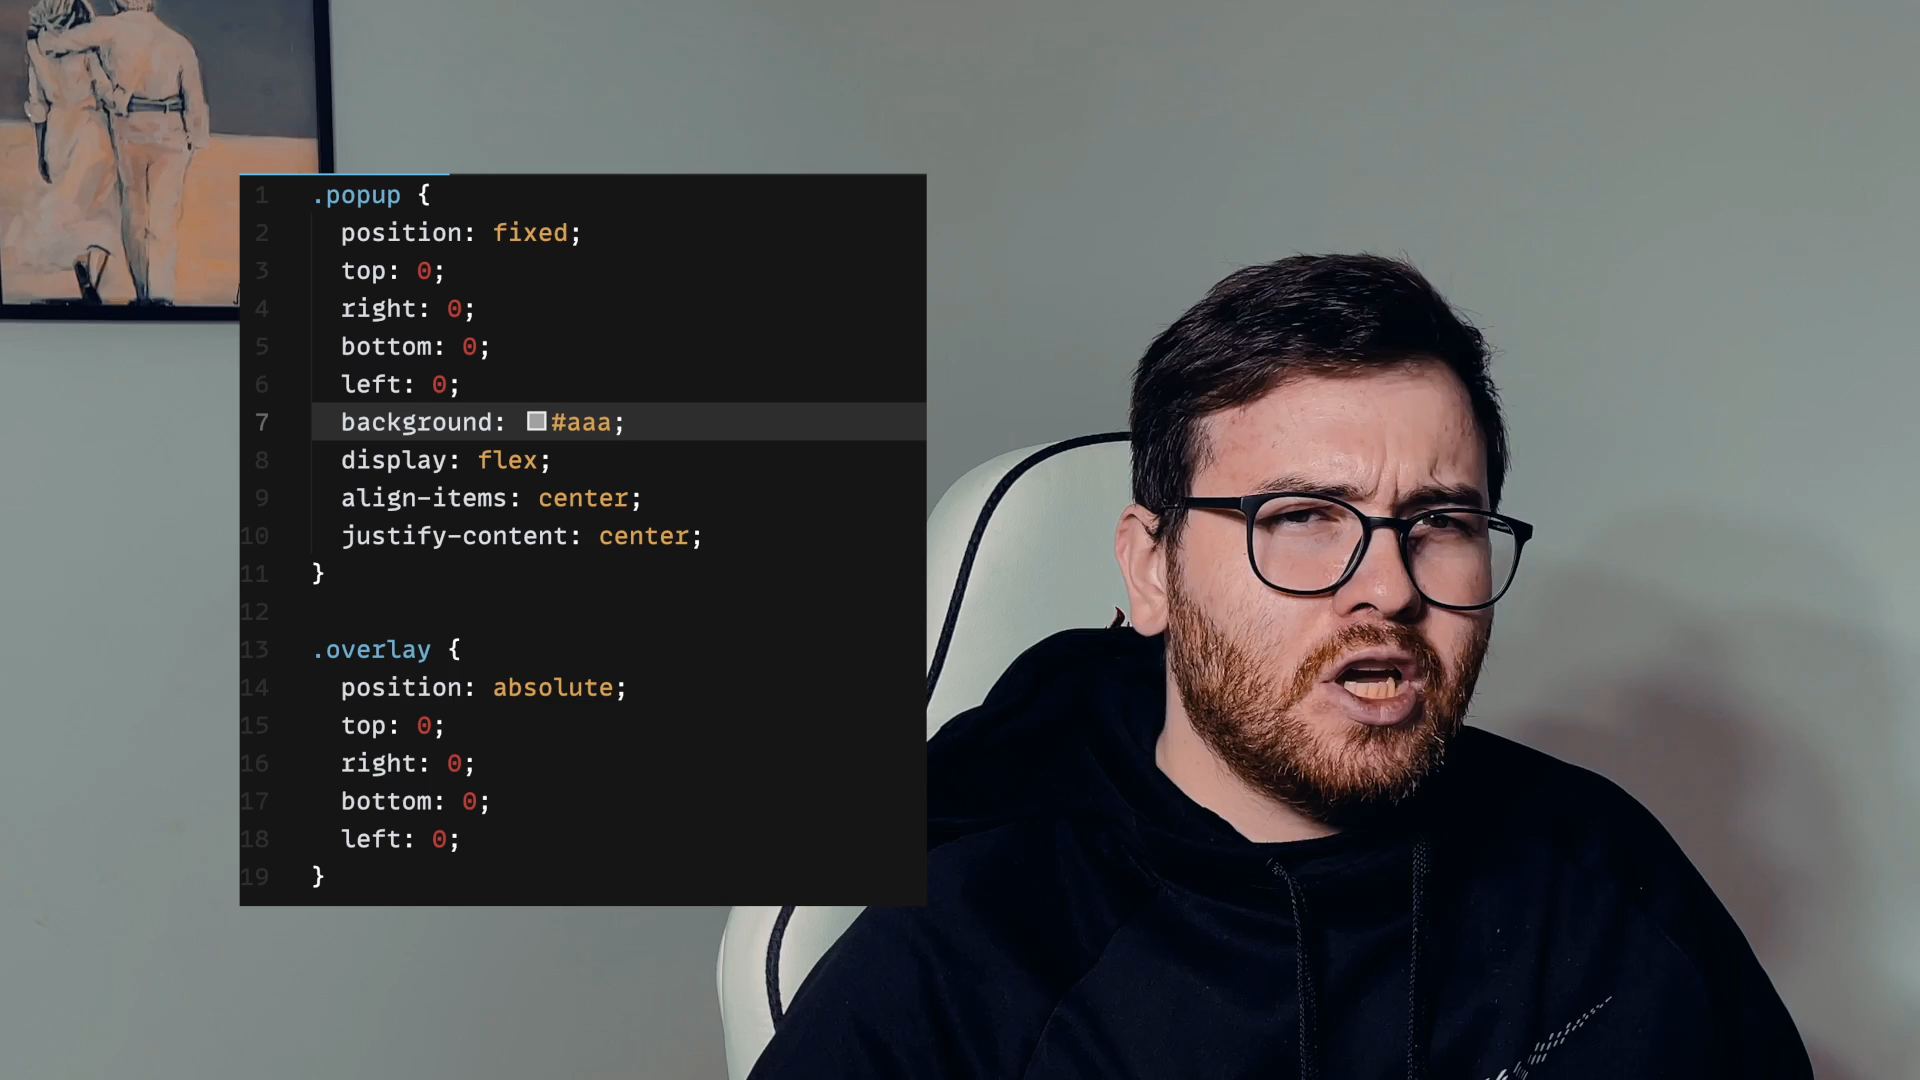 1 .popup {
2 position: fixed;
3 top: 0;
4 right: 0;
5 bottom: 0;
6 left: 0;
7 background: #aaa;
8 display: flex;
9 align-items: center;
10 justify-content: center;
11 }
12
13 .overlay {
14 position: absolute;
15 top: 0;
16 right: 0;
17 bottom: 0;
18 left: 0;
19 }